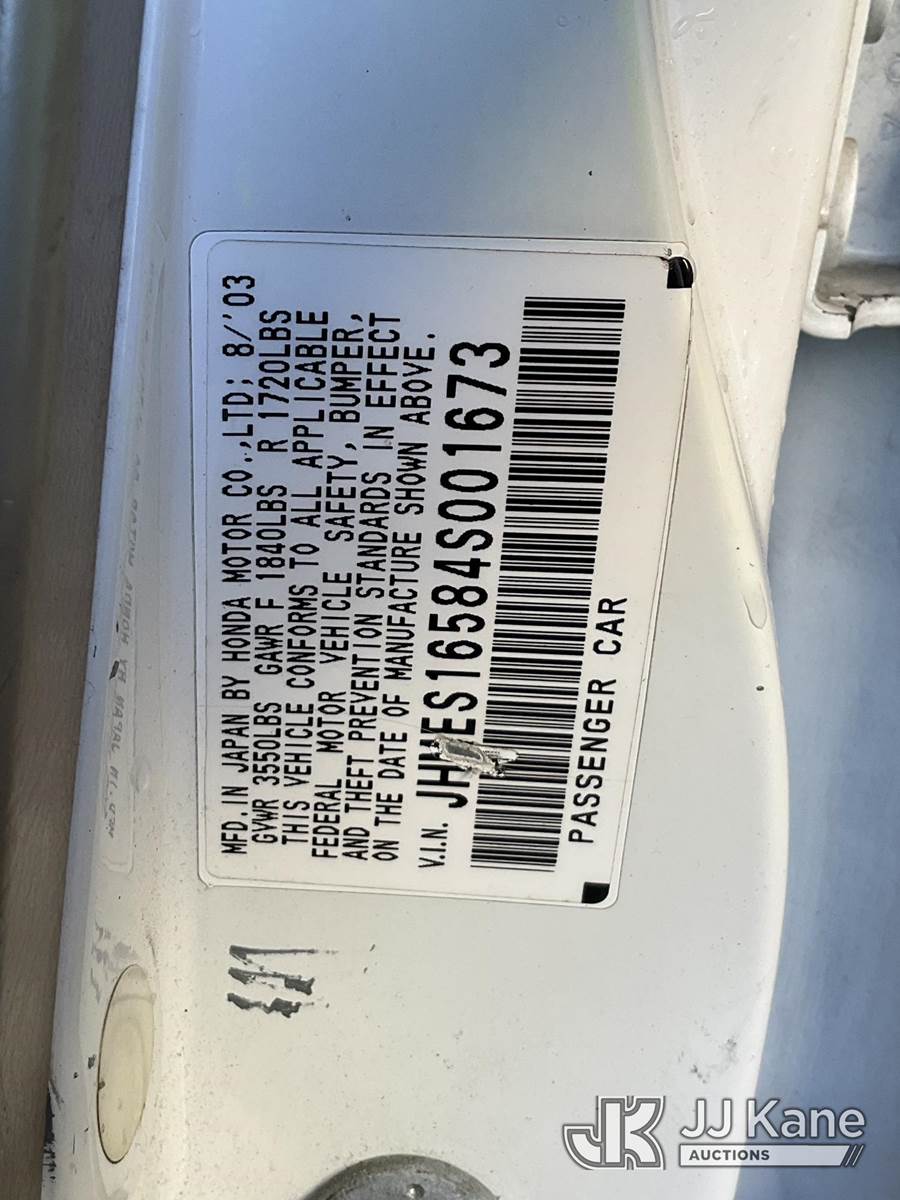 MFD. IN JAPAN BY HONDA MOTOR CO., LTD; 8/'03
GVWR 3550LBS GAWR F 1840LBS R 1720LBS
THIS VEHICLE CONFORMS TO ALL APPLICABLE
FEDERAL MOTOR VEHICLE SAFETY, BUMPER,
AND THEFT PREVENTION STANDARDS IN EFFECT
ON THE DATE OF MANUFACTURE SHOWN ABOVE.
V.I.N. JHMES16584S001673
PASSENGER CAR
JK JJ Kane
AUCTIONS